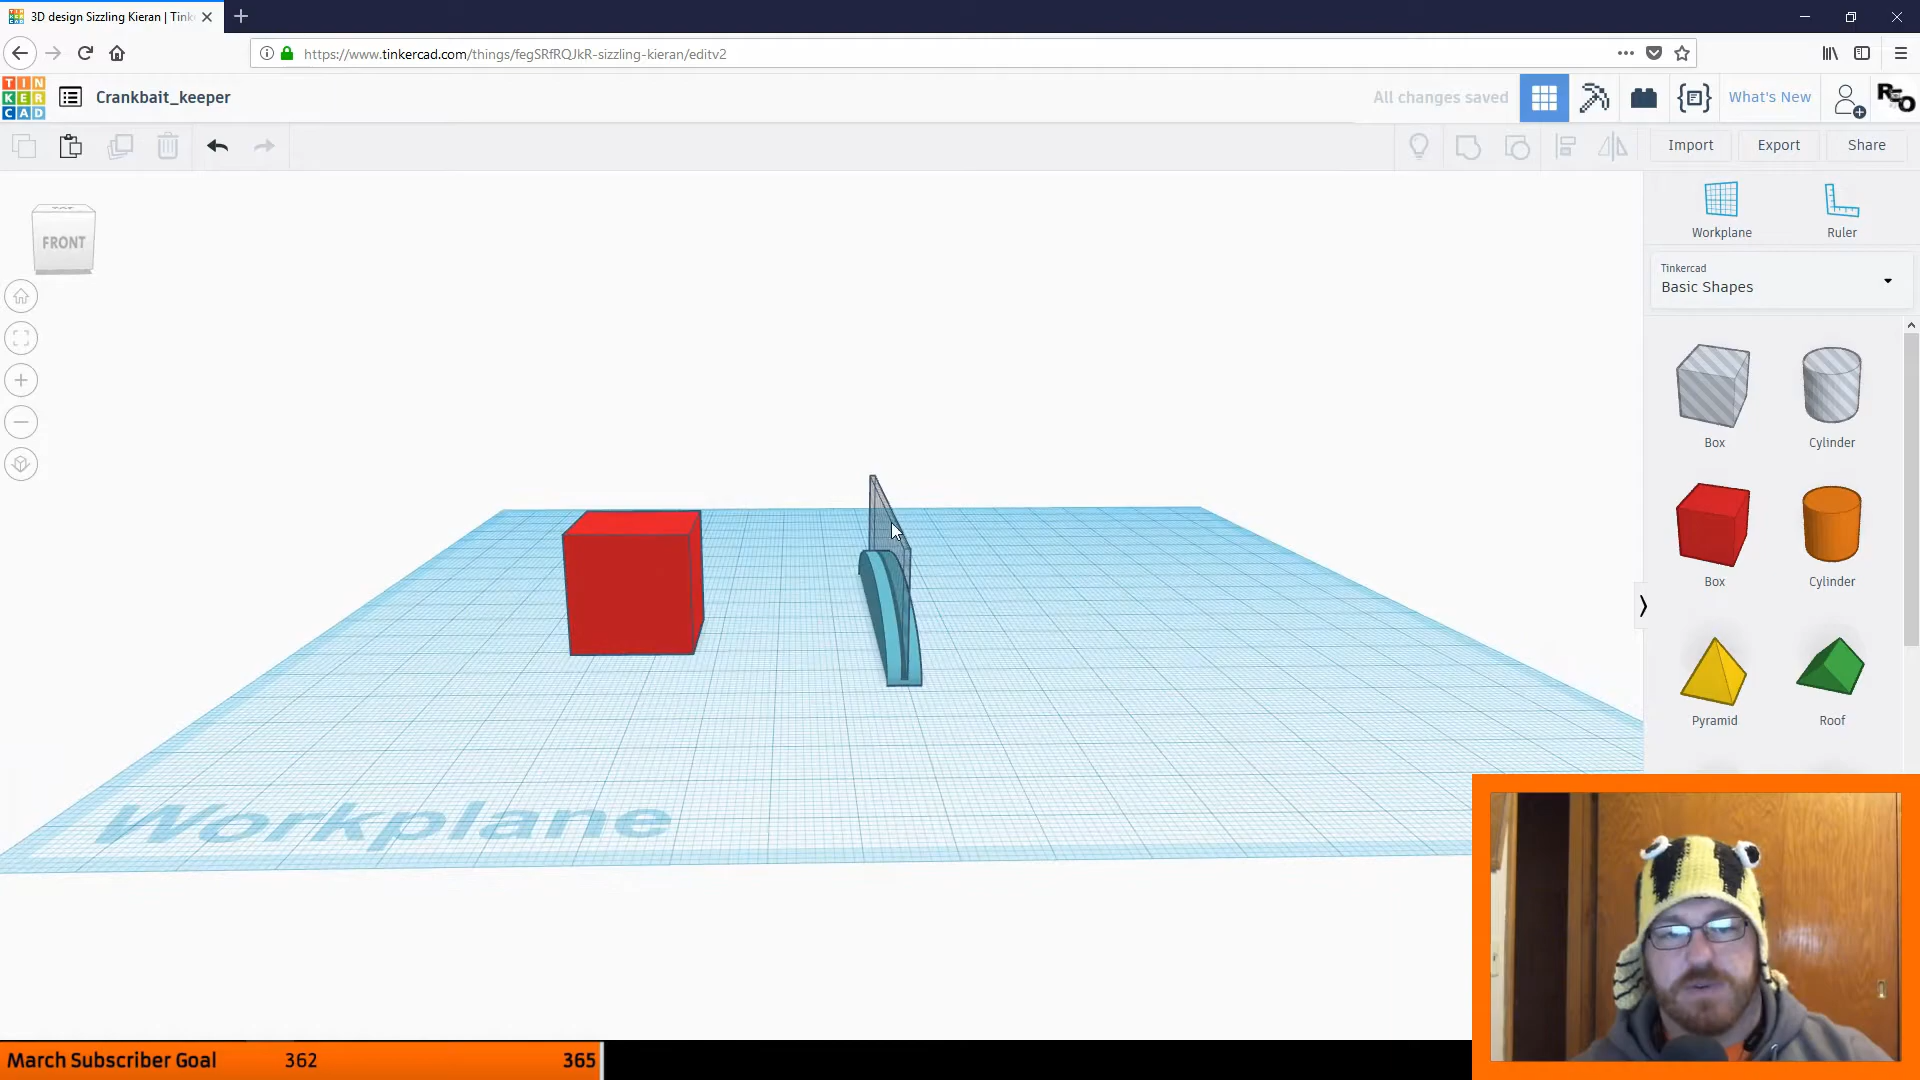 3D design Sizzling Kieran | Tink
https://www.tinkercad.com/things/fegSRfRQJkR-sizzling-kieran/editv2
TIN
KER
CAD
Crankbait_keeper
All changes saved
What's New
Import
Export
Share
FRONT
Workplane
Ruler
Tinkercad
Basic Shapes
Box
Cylinder
Box
Cylinder
Pyramid
Roof
Workplane
March Subscriber Goal
362
365